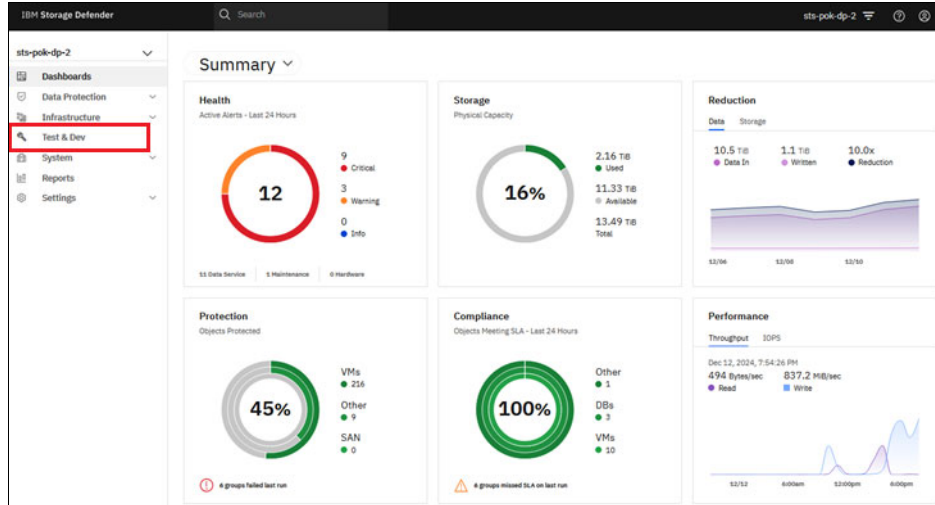 IBM Storage Defender
Search
sts-pok-dp-2
sts-pok-dp-2
Dashboards
Data Protection
Infrastructure
Test & Dev
System
Reports
Settings
Summary
Health
Active Alerts - Last 24 Hours
12
9
Critical
3
Warning
0
Info
11 Data Service
1 Maintenance
0 Hardware
Storage
Physical Capacity
16%
2.16 TiB
Used
11.33 TiB
Available
13.49 TiB
Total
Reduction
Data Storage
10.5 TiB 1.1 TiB 10.0x
Data In Written Reduction
12/06 12/08 12/10
Protection
Objects Protected
45%
VMs
216
Other
9
SAN
0
6 groups failed last run
Compliance
Objects Meeting SLA - Last 24 Hours
100%
Other
1
DBs
3
VMs
10
6 groups missed SLA on last run
Performance
Throughput IOPS
Dec 12, 2024, 7:54:26 PM
494 Bytes/sec 837.2 MiB/sec
Read Write
12/12 6:00am 12:00pm 6:00pm